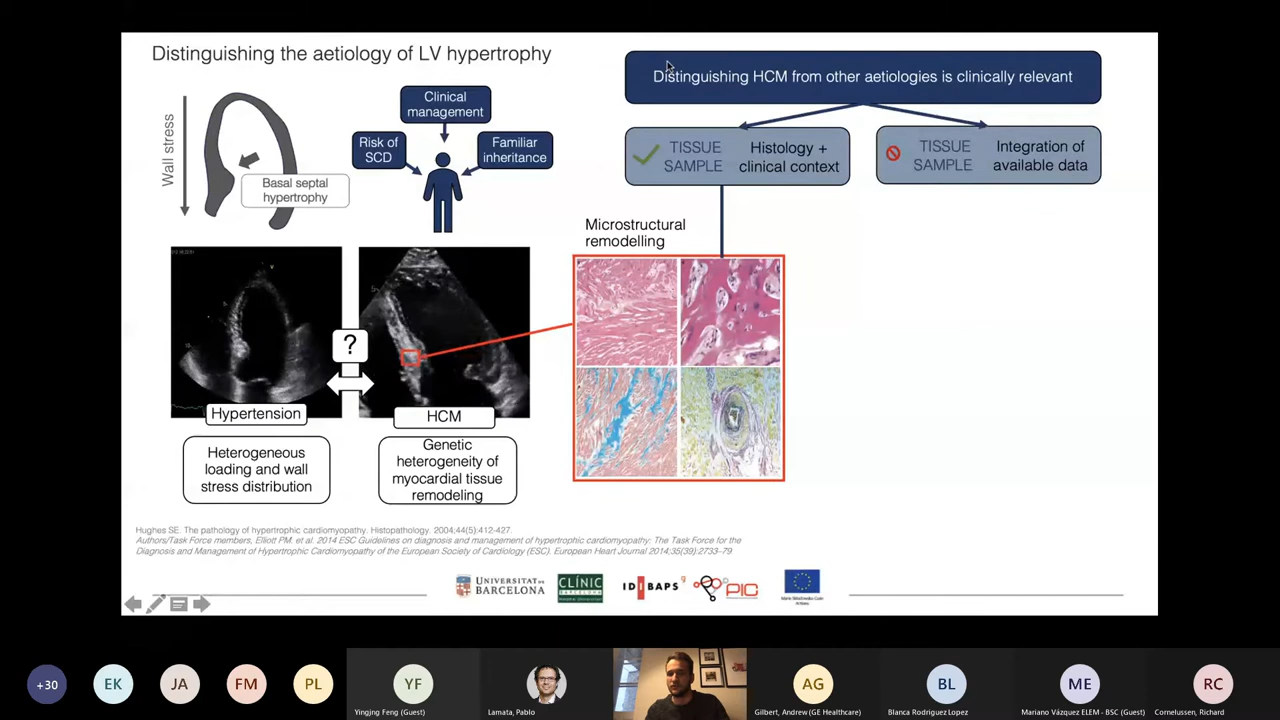 Distinguishing the aetiology of LV hypertrophy
Wall stress
Basal septal
hypertrophy
Clinical
management
Risk of
SCD
Familiar
inheritance
Distinguishing HCM from other aetiologies is clinically relevant
TISSUE
SAMPLE
Histology +
clinical context
TISSUE
SAMPLE
Integration of
available data
Microstructural
remodelling
?
Hypertension
HCM
Heterogeneous
loading and wall
stress distribution
Genetic
heterogeneity of
myocardial tissue
remodeling
Hughes SE. The pathology of hypertrophic cardiomyopathy. Histopathology. 2004;44(5):412-427.
Authors/Task Force members, Elliott PM. et al. 2014 ESC Guidelines on diagnosis and management of hypertrophic cardiomyopathy: The Task Force for the
Diagnosis and Management of Hypertrophic Cardiomyopathy of the European Society of Cardiology (ESC). European Heart Journal 2014;35(39):2733–79
UNIVERSITAT DE
BARCELONA
CLÍNIC
BARCELONA
IDIBAPS
PIC
+30
EK
JA
FM
PL
YF
AG
BL
ME
RC
Yingjng Feng (Guest)
Lamata, Pablo
Gilbert, Andrew (GE Healthcare)
Blanca Rodriguez Lopez
Mariano Vázquez ELEM - BSC (Guest)
Cornelussen, Richard